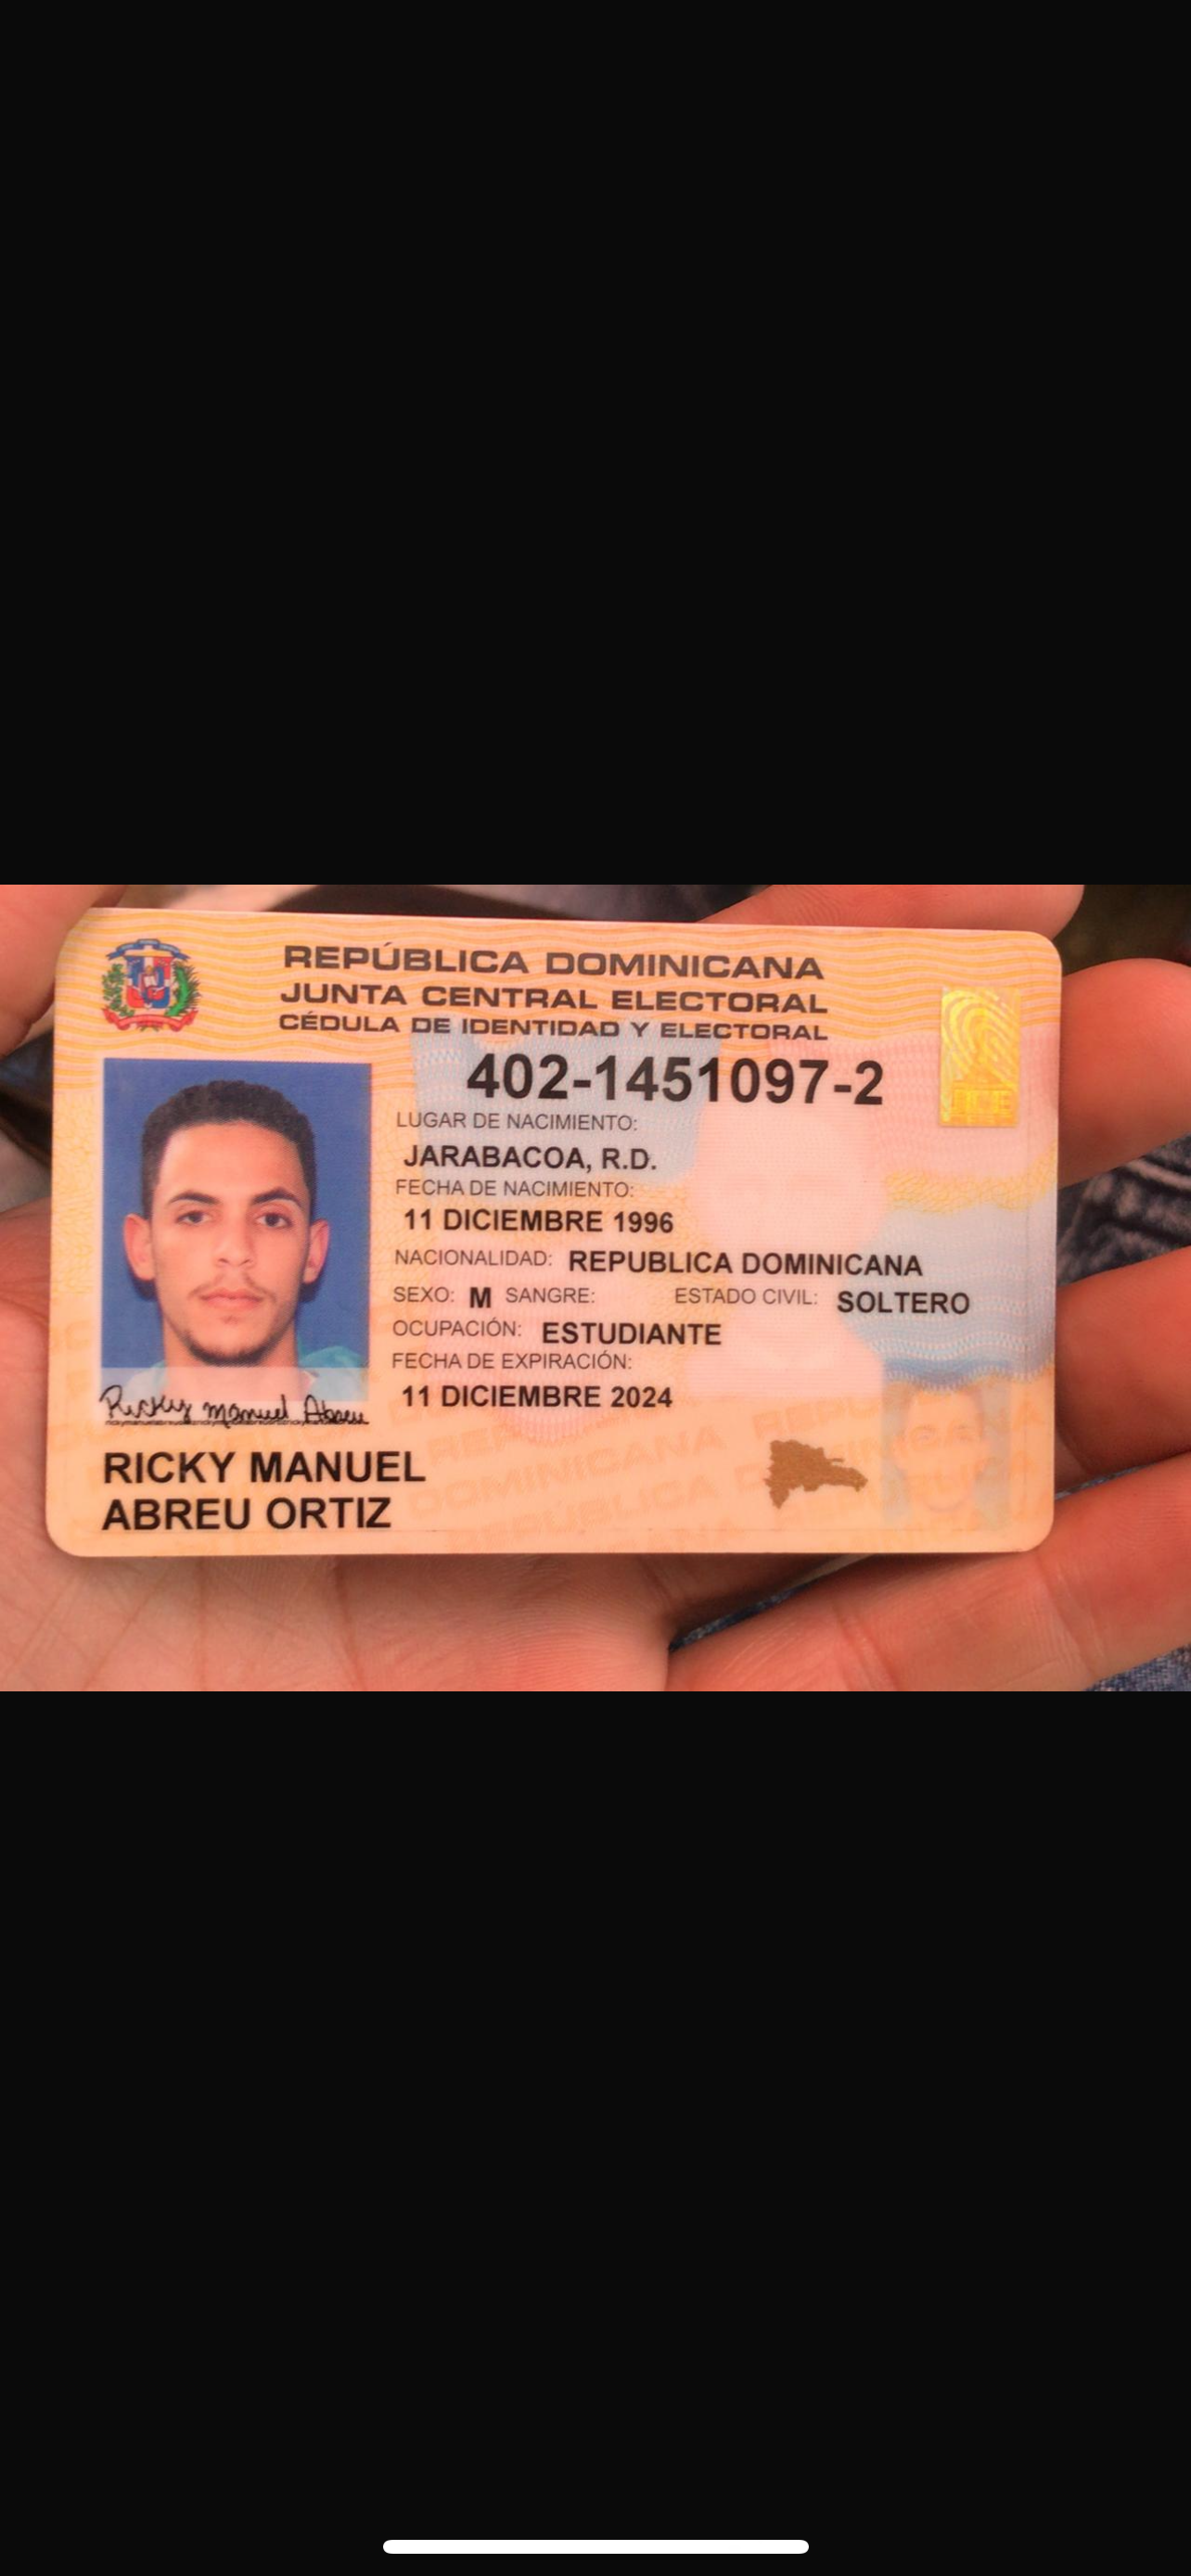 REPÚBLICA DOMINICANA
JUNTA CENTRAL ELECTORAL
CÉDULA DE IDENTIDAD Y ELECTORAL
402-1451097-2
LUGAR DE NACIMIENTO:
JARABACOA, R.D.
FECHA DE NACIMIENTO:
11 DICIEMBRE 1996
NACIONALIDAD: REPUBLICA DOMINICANA
SEXO: M SANGRE: ESTADO CIVIL: SOLTERO
OCUPACIÓN: ESTUDIANTE
FECHA DE EXPIRACIÓN:
11 DICIEMBRE 2024
Ricky Manuel Abreu
RICKY MANUEL
ABREU ORTIZ
JCE